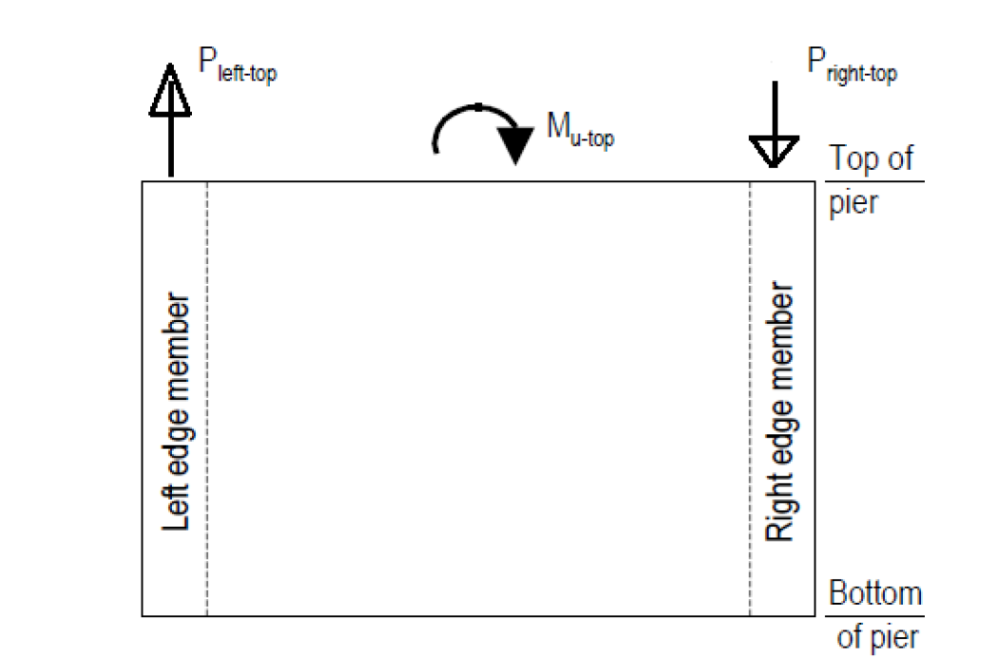 Pleft-top
Pright-top
Mu-top
Top of
pier
Left edge member
Right edge member
Bottom
of pier